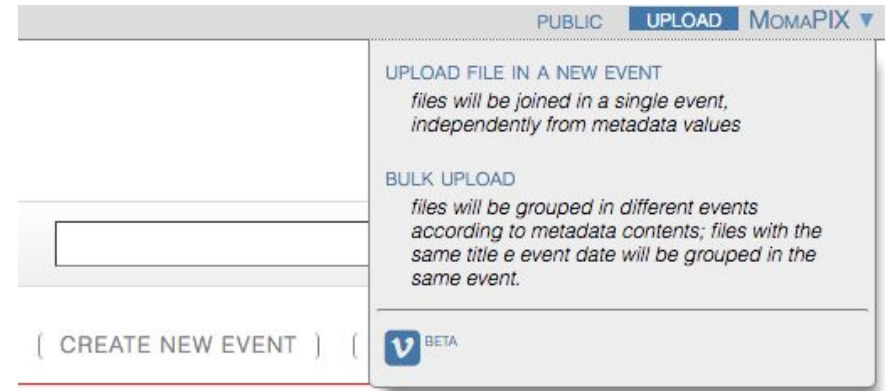 PUBLIC UPLOAD MOMAPIX
UPLOAD FILE IN A NEW EVENT
files will be joined in a single event,
independently from metadata values
BULK UPLOAD
files will be grouped in different events
according to metadata contents; files with the
same title e event date will be grouped in the
same event.
( CREATE NEW EVENT ) (
BETA